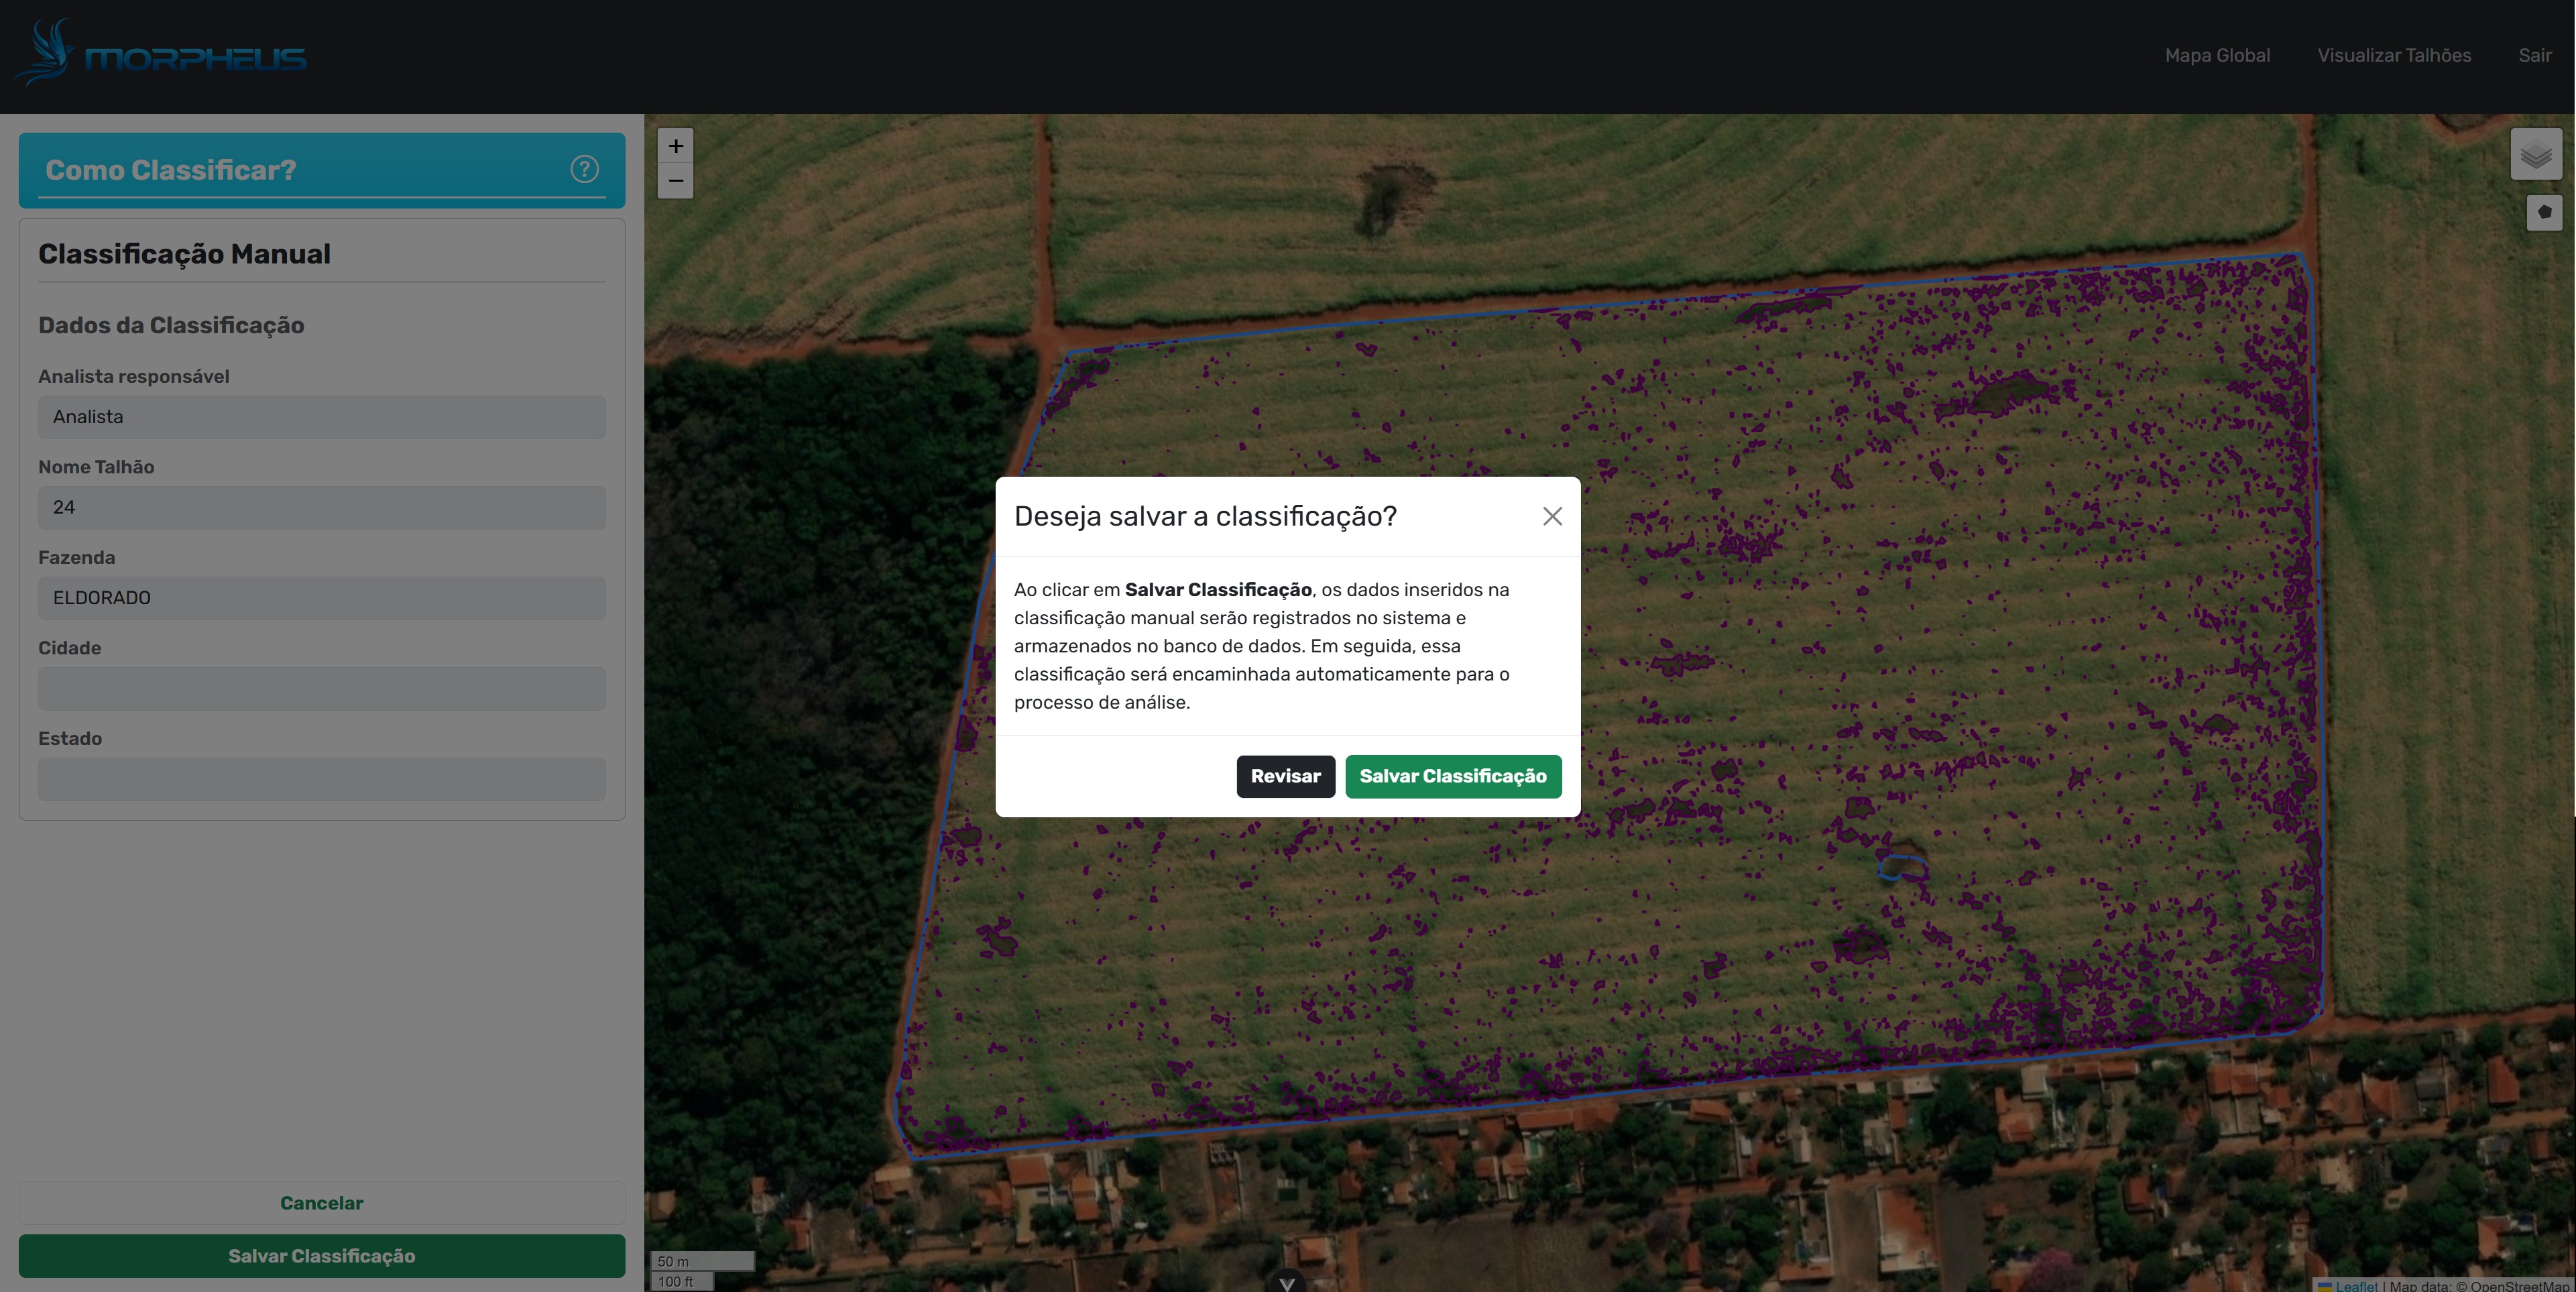 MORPHEUS
Mapa Global
Visualizar Talhões
Sair
Como Classificar?
?
Classificação Manual
Dados da Classificação
Analista responsável
Analista
Nome Talhão
24
Fazenda
ELDORADO
Cidade
Estado
Cancelar
Salvar Classificação
+
−
Deseja salvar a classificação?
Ao clicar em Salvar Classificação, os dados inseridos na
classificação manual serão registrados no sistema e
armazenados no banco de dados. Em seguida, essa
classificação será encaminhada automaticamente para o
processo de análise.
Revisar
Salvar Classificação
50 m
100 ft
Leaflet | Map data: © OpenStreetMap